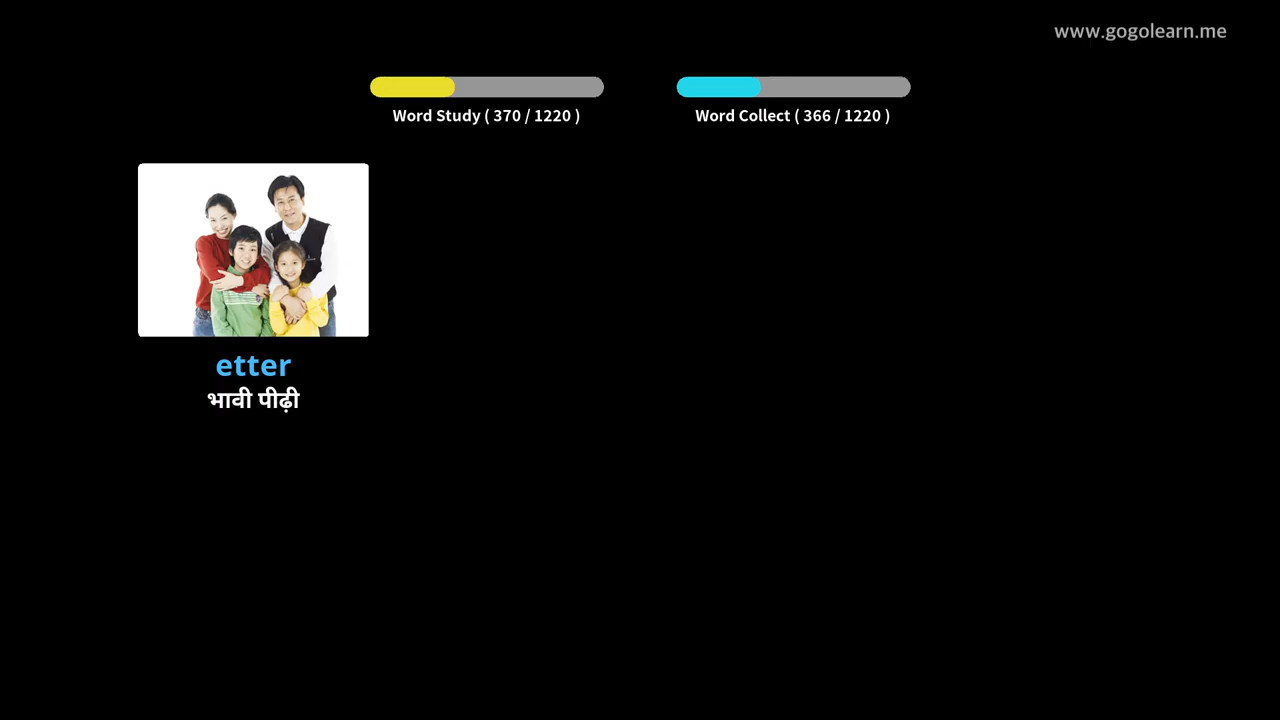 www.gogolearn.me
Word Study ( 370 / 1220 )
Word Collect ( 366 / 1220 )
etter
भावी पीढ़ी